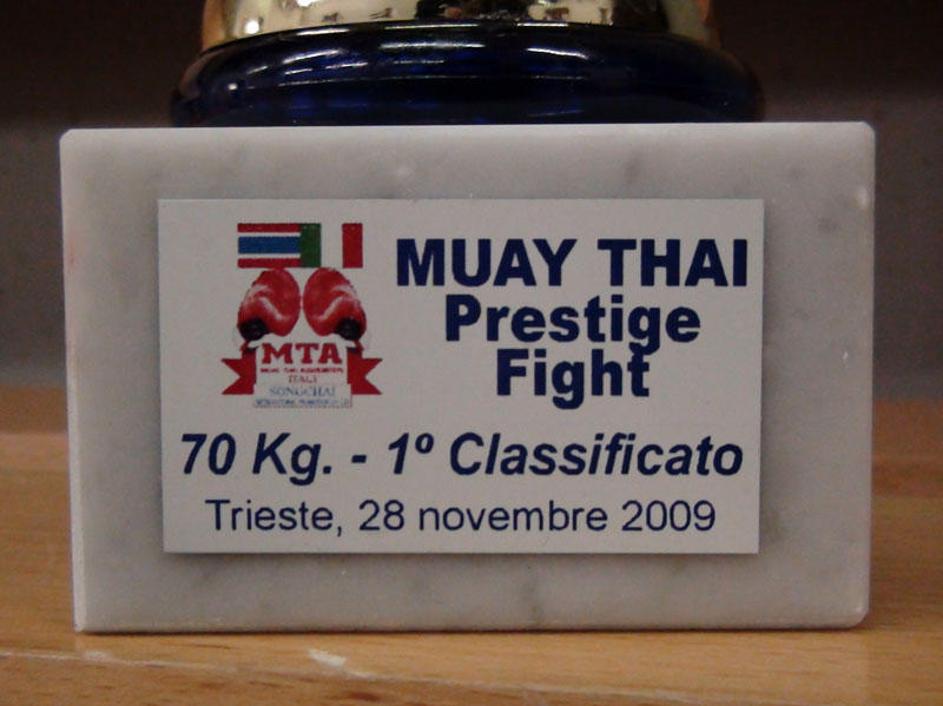 MUAY THAI
Prestige
Fight
MTA
ITALY
SONGCHAI
70 Kg. - 1º Classificato
Trieste, 28 novembre 2009